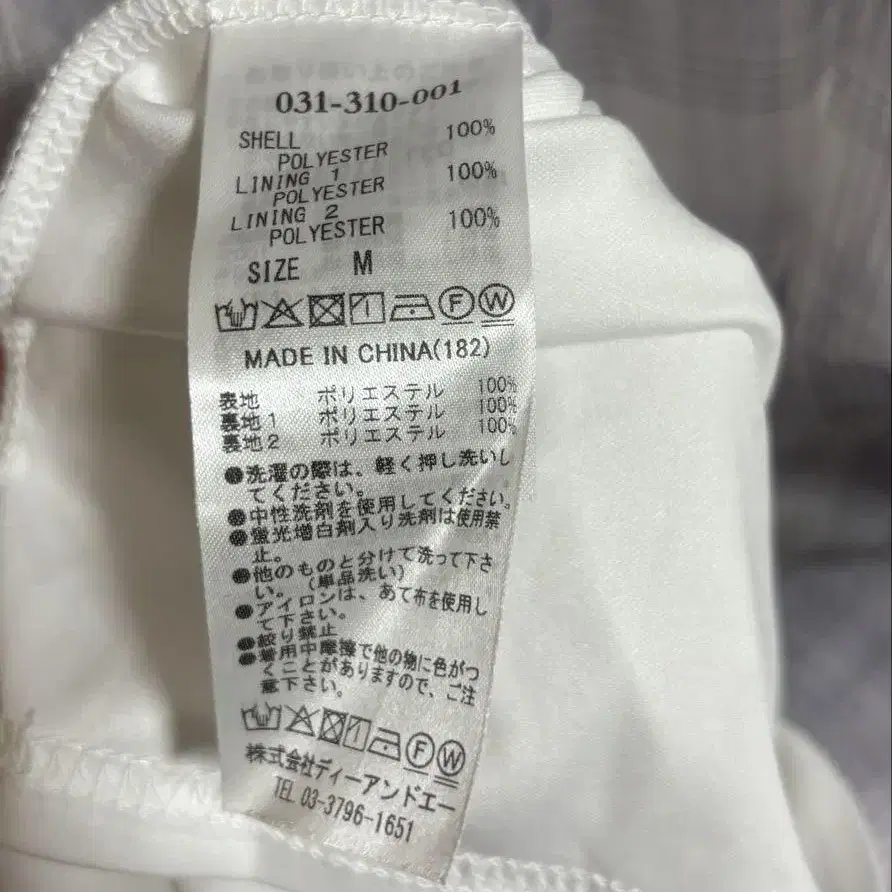 031-310-001
SHELL
POLYESTER 100%
LINING 1
POLYESTER 100%
LINING 2
POLYESTER 100%
SIZE M
F W
MADE IN CHINA(182)
表地 ポリエステル 100%
裏地1 ポリエステル 100%
裏地2 ポリエステル 100%
●洗濯の際は、軽く押し洗いし
てください。
●中性洗剤を使用してください。
●蛍光増白剤入り洗剤は使用禁
止。
●他のものと分けて洗って下さ
い。(単品洗い)
●アイロンは、あて布を使用し
て下さい。
●絞り禁止
●着用中摩擦で他の物に色がつ
くことがありますので、ご注
意下さい。
F W
株式会社ディーアンドエー
TEL 03-3796-1651